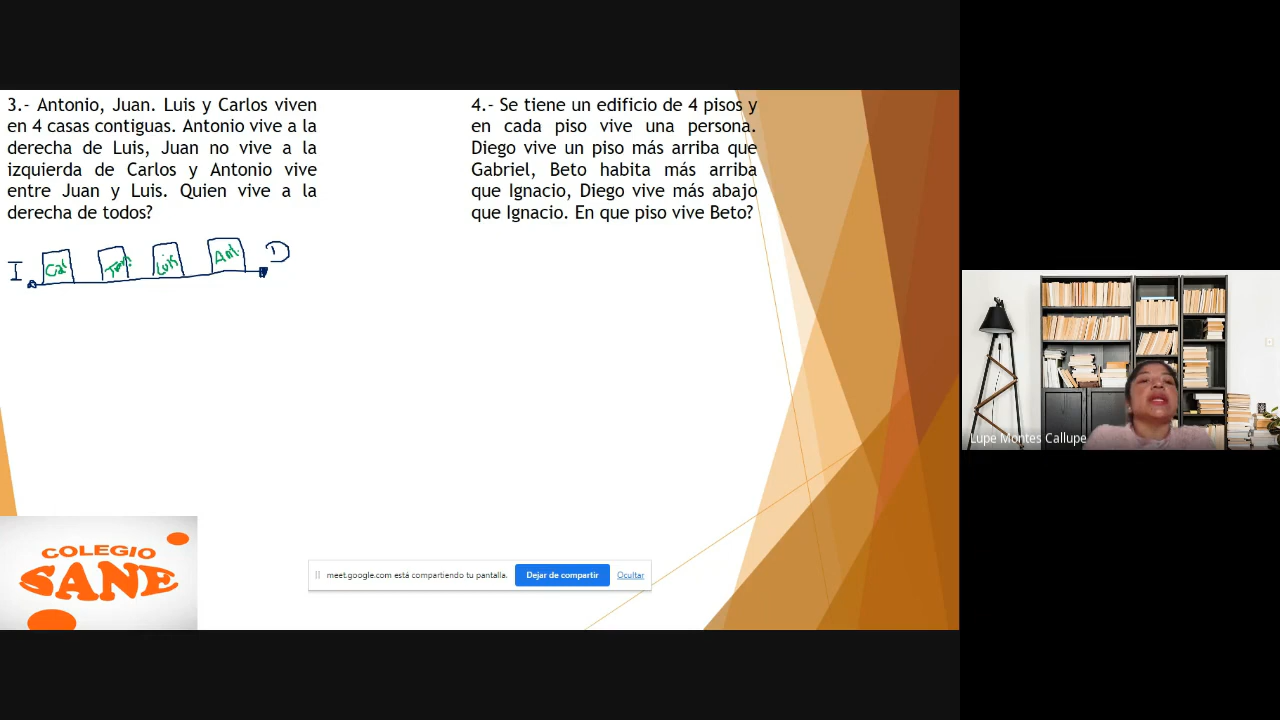 3.- Antonio, Juan. Luis y Carlos viven
en 4 casas contiguas. Antonio vive a la
derecha de Luis, Juan no vive a la
izquierda de Carlos y Antonio vive
entre Juan y Luis. Quien vive a la
derecha de todos?
I
Luis
Ant.
D
4.- Se tiene un edificio de 4 pisos y
en cada piso vive una persona.
Diego vive un piso más arriba que
Gabriel, Beto habita más arriba
que Ignacio, Diego vive más abajo
que Ignacio. En que piso vive Beto?
COLEGIO
SANE
meet.google.com está compartiendo tu pantalla.
Dejar de compartir
Ocultar
Lupe Montes Callupe